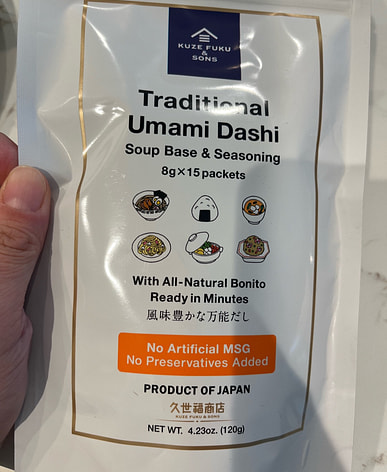 KUZE FUKU
&
SONS
Traditional
Umami Dashi
Soup Base & Seasoning
8g×15 packets
With All-Natural Bonito
Ready in Minutes
風味豊かな万能だし
No Artificial MSG
No Preservatives Added
PRODUCT OF JAPAN
久世福商店
KUZE FUKU & SONS
NET WT. 4.23oz. (120g)